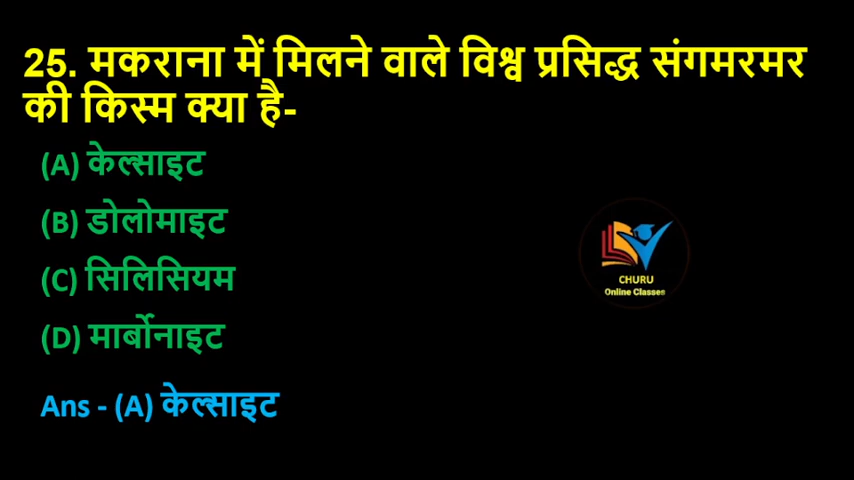 25. मकराना में मिलने वाले विश्व प्रसिद्ध संगमरमर
की किस्म क्या है-
(A) केल्साइट
(B) डोलोमाइट
(C) सिलिसियम
(D) मार्बोनाइट
CHURU
Online Classes
Ans - (A) केल्साइट